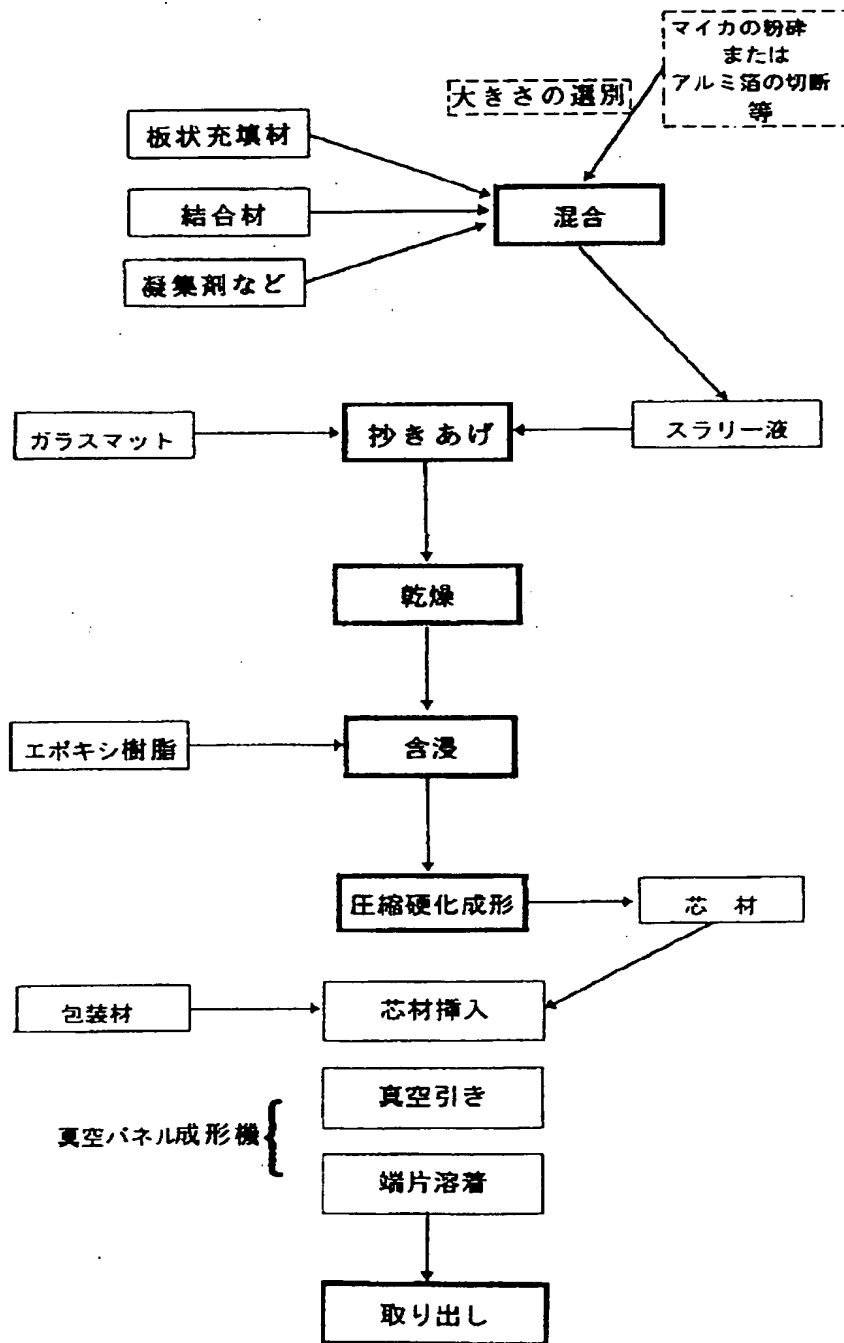 マイカの粉砕
または
アルミ箔の切断
等
大きさの選別
板状充填材
結合材
混合
凝集剤など
ガラスマット
抄きあげ
スラリー液
乾燥
エポキシ樹脂
含浸
圧縮硬化成形
芯 材
包装材
芯材挿入
真空引き
真空パネル成形機
端片溶着
取り出し